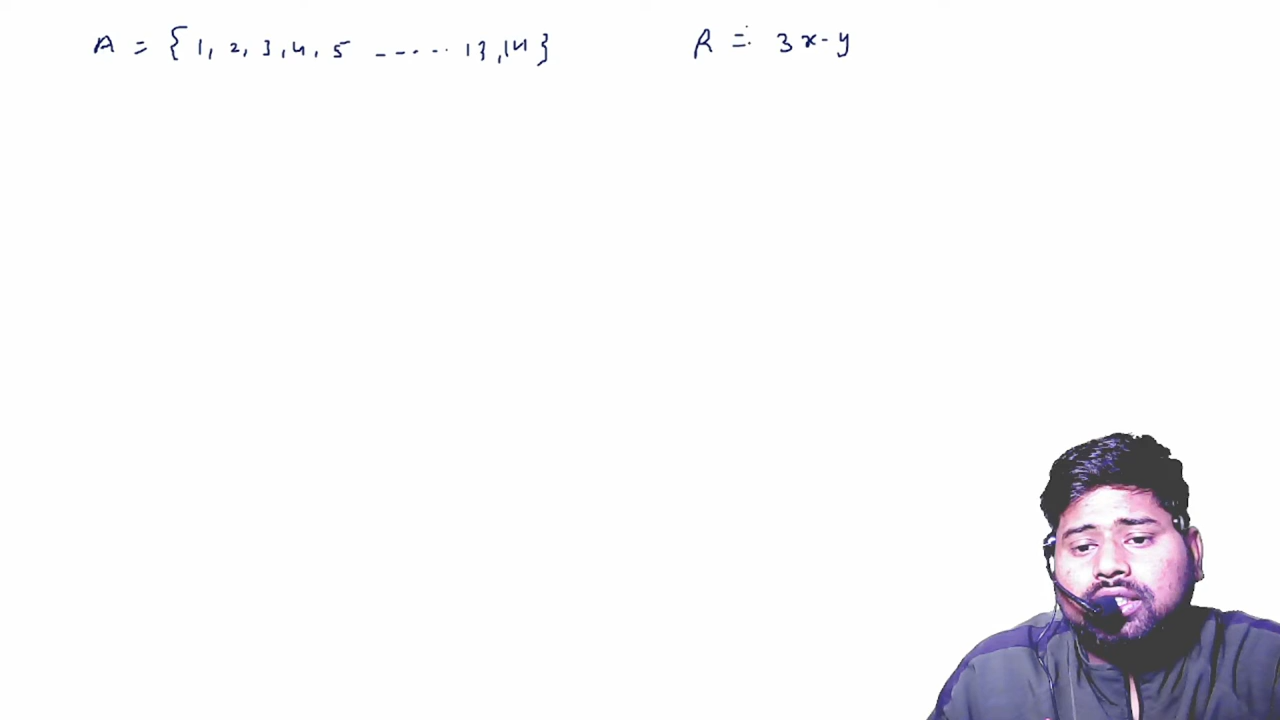 A = { 1, 2, 3, 4, 5 ------ 13, 14 } R = 3x - y